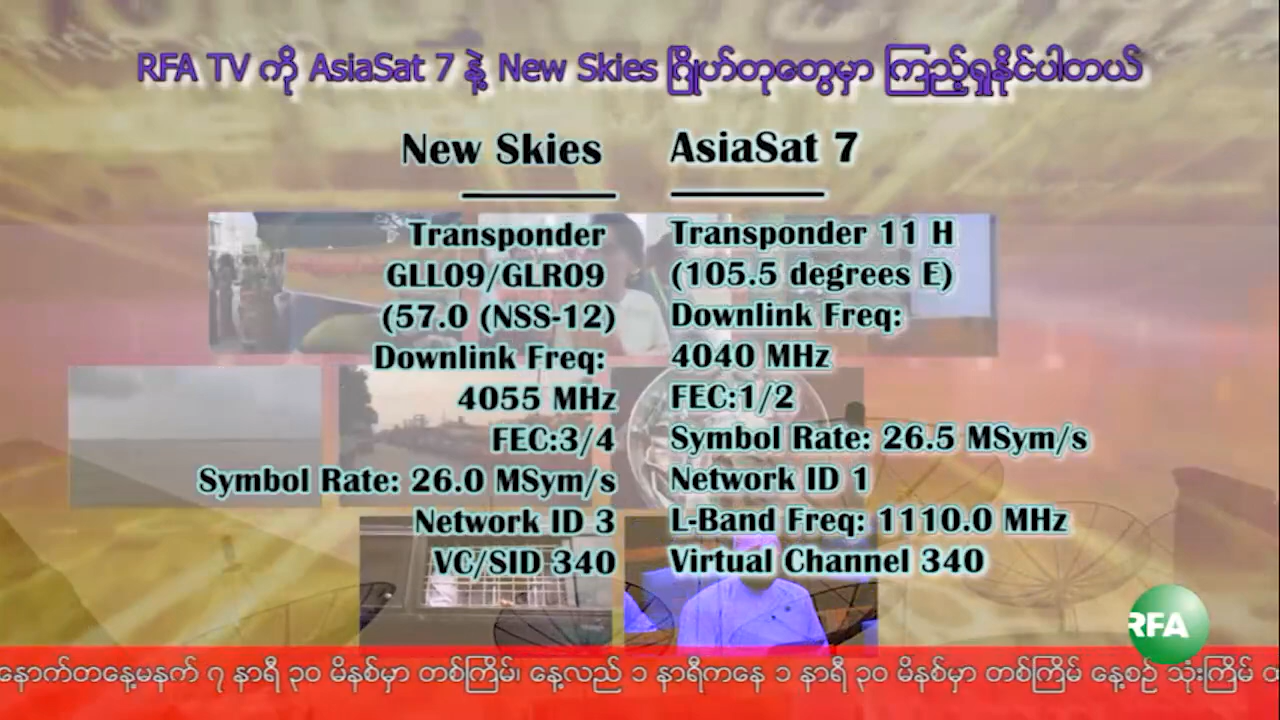 RFA TV ကို AsiaSat 7 နဲ့ New Skies ဂြိုဟ်တုတွေမှာ ကြည့်ရှုနိုင်ပါတယ်
New Skies
Transponder
GLL09/GLR09
(57.0 (NSS-12)
Downlink Freq:
4055 MHz
FEC:3/4
Symbol Rate: 26.0 MSym/s
Network ID 3
VC/SID 340
AsiaSat 7
Transponder 11 H
(105.5 degrees E)
Downlink Freq:
4040 MHz
FEC:1/2
Symbol Rate: 26.5 MSym/s
Network ID 1
L-Band Freq: 1110.0 MHz
Virtual Channel 340
RFA
နောက်တနေ့မနက် ၇ နာရီ ၃၀ မိနစ်မှာ တစ်ကြိမ်၊ နေ့လည် ၁ နာရီကနေ ၁ နာရီ ၃၀ မိနစ်မှာ တစ်ကြိမ် နေ့စဉ် သုံးကြိမ်